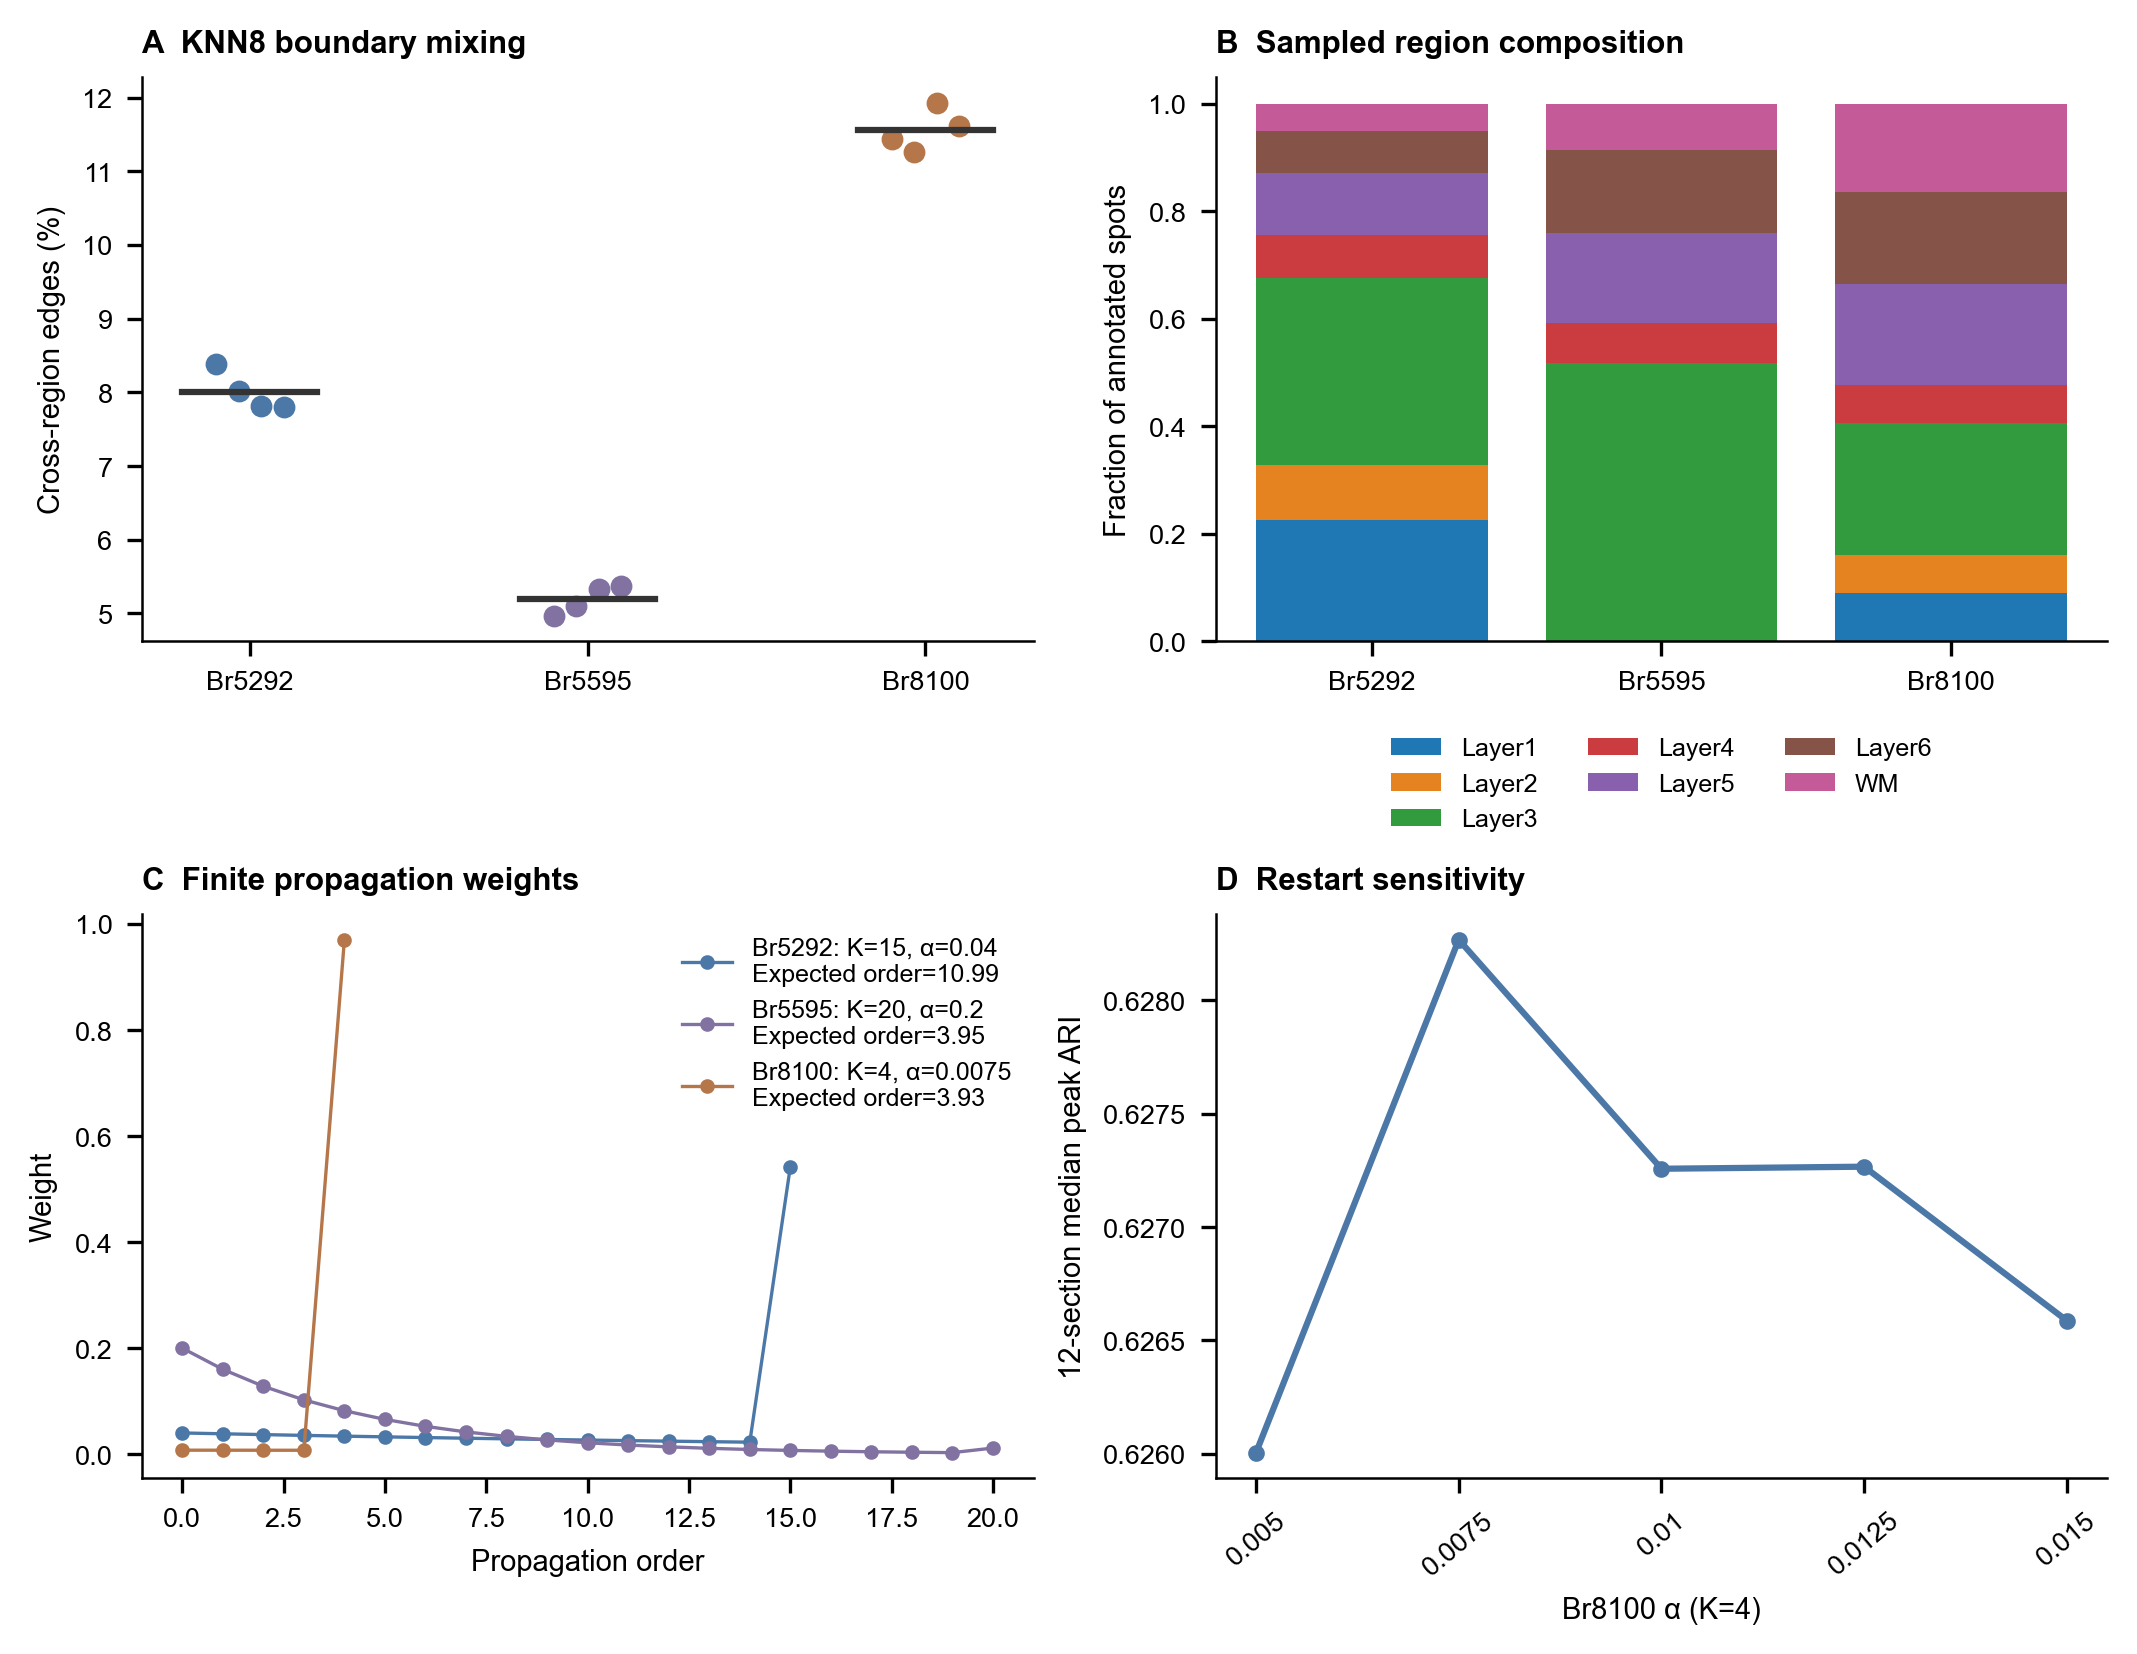 A  KNN8 boundary mixing
Cross-region edges (%)
12
11
10
9
8
7
6
5
Br5292
Br5595
Br8100
B  Sampled region composition
Fraction of annotated spots
1.0
0.8
0.6
0.4
0.2
0.0
Br5292
Br5595
Br8100
Layer1
Layer2
Layer3
Layer4
Layer5
Layer6
WM
C  Finite propagation weights
Weight
1.0
0.8
0.6
0.4
0.2
0.0
Br5292: K=15, α=0.04
Expected order=10.99
Br5595: K=20, α=0.2
Expected order=3.95
Br8100: K=4, α=0.0075
Expected order=3.93
0.0
2.5
5.0
7.5
10.0
12.5
15.0
17.5
20.0
Propagation order
D  Restart sensitivity
12-section median peak ARI
0.6280
0.6275
0.6270
0.6265
0.6260
0.005
0.0075
0.01
0.0125
0.015
Br8100 α (K=4)